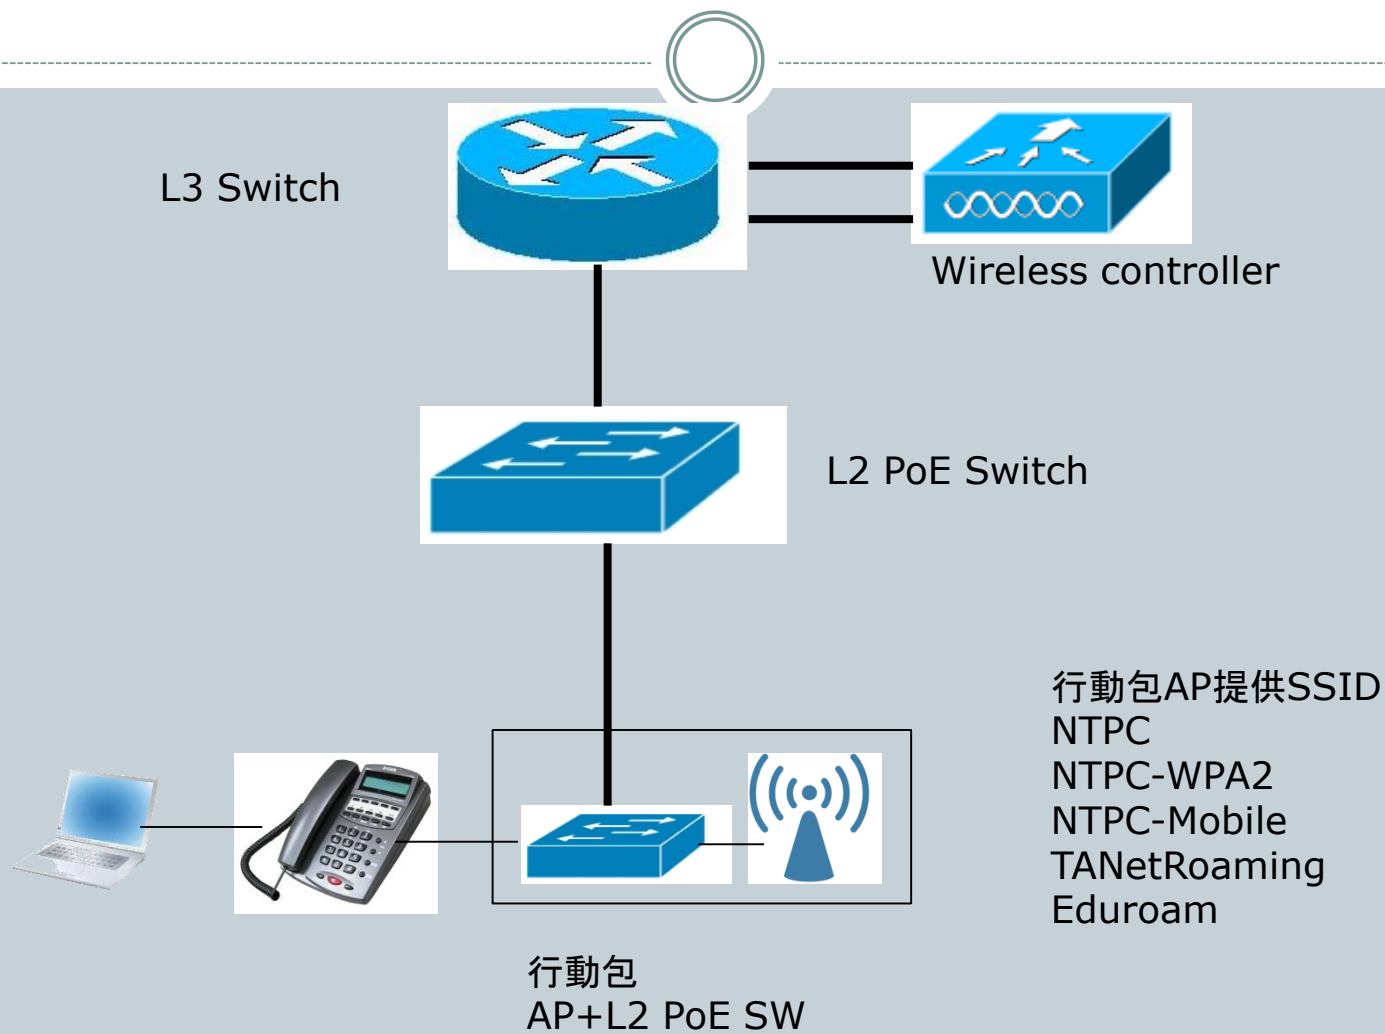 L3 Switch
Wireless controller
L2 PoE Switch
行動包AP提供SSID
NTPC
NTPC-WPA2
NTPC-Mobile
TANetRoaming
Eduroam
行動包
AP+L2 PoE SW